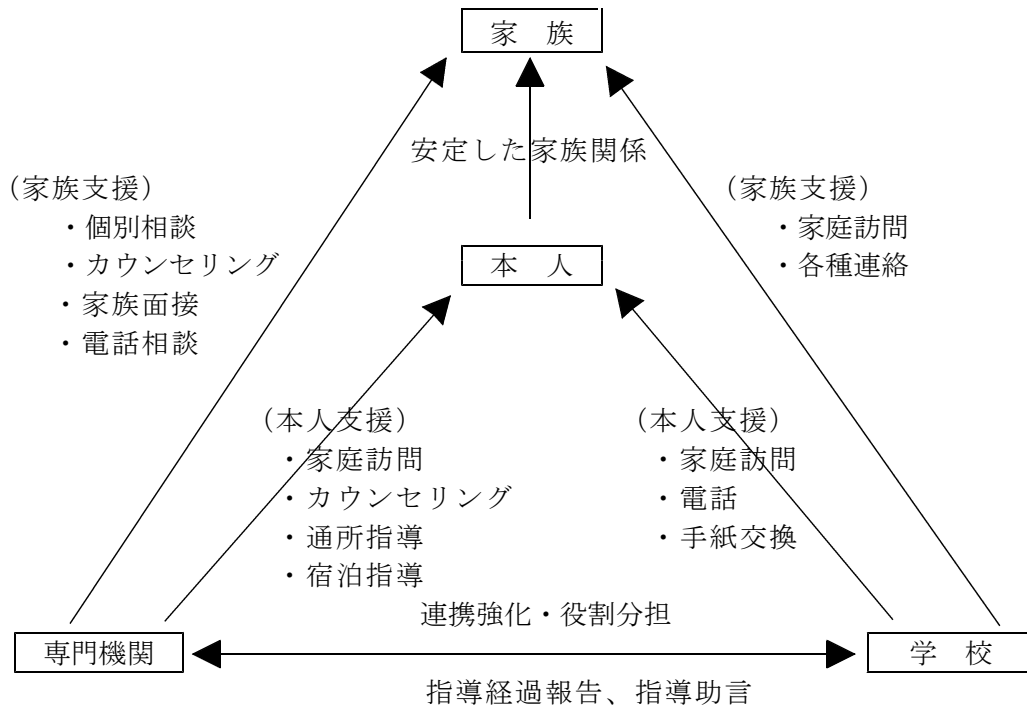 家　族
安定した家族関係
（家族支援）
・個別相談
・カウンセリング
・家族面接
・電話相談
（家族支援）
・家庭訪問
・各種連絡
本　人
（本人支援）
・家庭訪問
・カウンセリング
・通所指導
・宿泊指導
（本人支援）
・家庭訪問
・電話
・手紙交換
連携強化・役割分担
専門機関
学　校
指導経過報告、指導助言